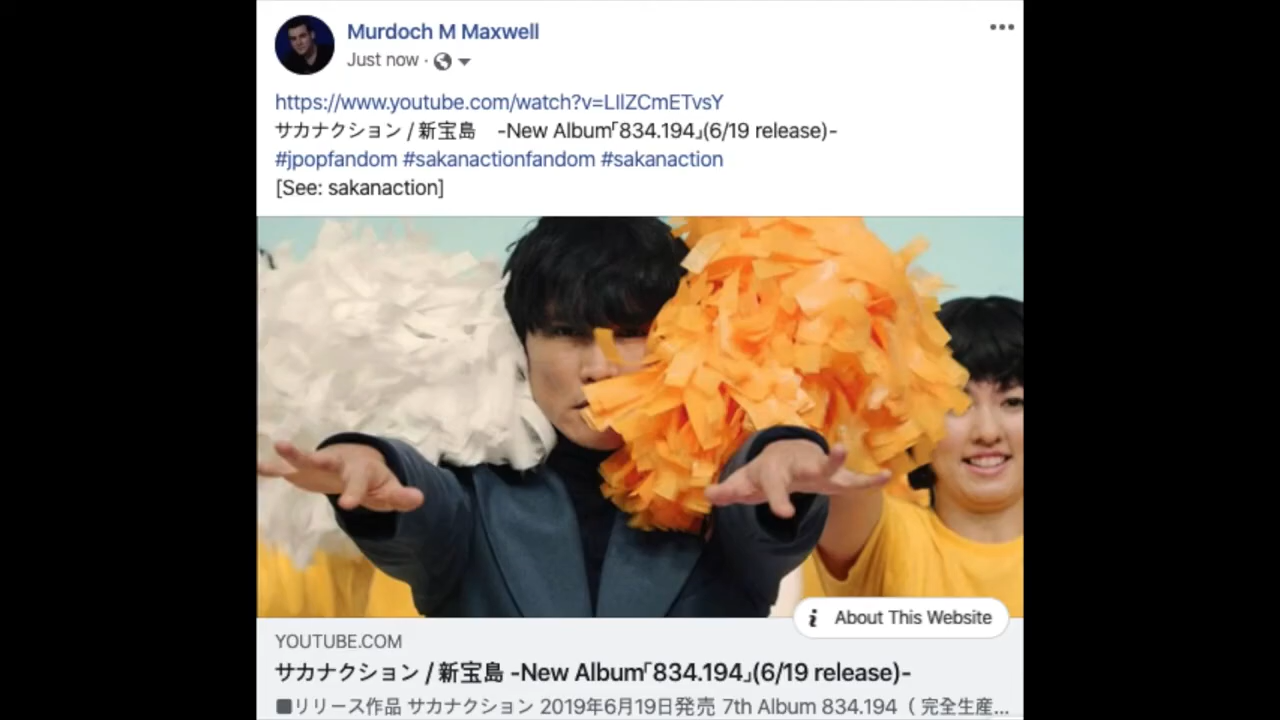 Murdoch M Maxwell
Just now ·
https://www.youtube.com/watch?v=LIlZCmETvsY
サカナクション / 新宝島　-New Album「834.194」(6/19 release)-
#jpopfandom #sakanactionfandom #sakanaction
[See: sakanaction]
i About This Website
YOUTUBE.COM
サカナクション / 新宝島 -New Album「834.194」(6/19 release)-
■リリース作品 サカナクション 2019年6月19日発売 7th Album 834.194（ 完全生産...